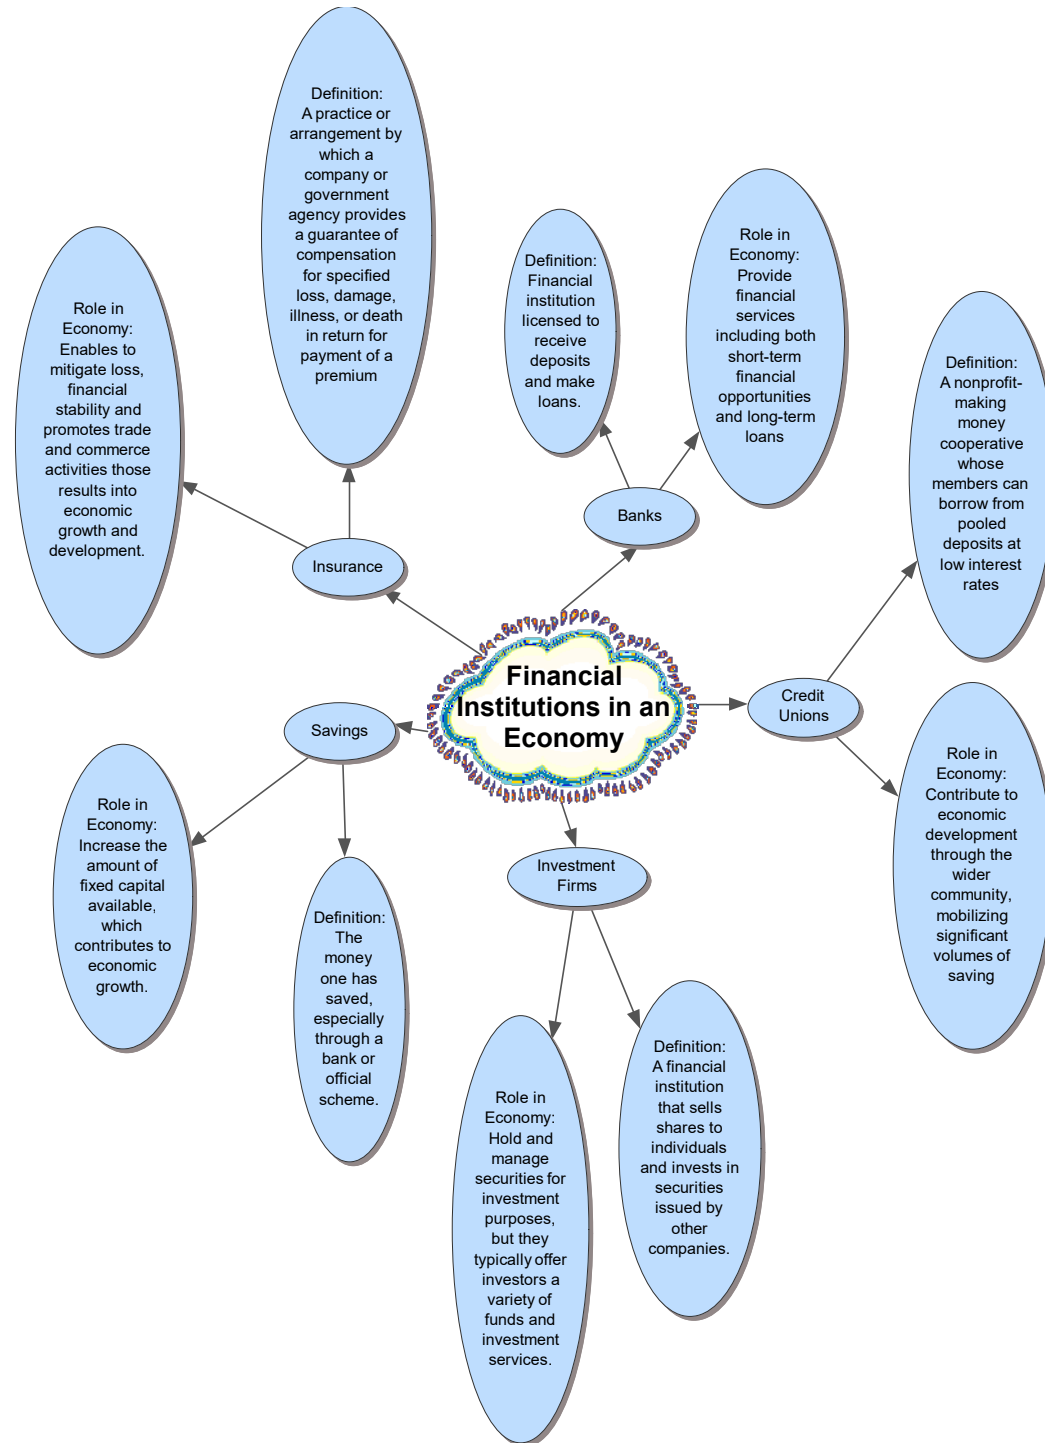 Financial
Institutions in an
Economy
Insurance
Definition:
A practice or
arrangement by
which a
company or
government
agency provides
a guarantee of
compensation
for specified
loss, damage,
illness, or death
in return for
payment of a
premium
Role in
Economy:
Enables to
mitigate loss,
financial
stability and
promotes trade
and commerce
activities those
results into
economic
growth and
development.
Banks
Definition:
Financial
institution
licensed to
receive
deposits
and make
loans.
Role in
Economy:
Provide
financial
services
including both
short-term
financial
opportunities
and long-term
loans
Credit
Unions
Definition:
A nonprofit-
making
money
cooperative
whose
members can
borrow from
pooled
deposits at
low interest
rates
Role in
Economy:
Contribute to
economic
development
through the
wider
community,
mobilizing
significant
volumes of
saving
Investment
Firms
Definition:
A financial
institution
that sells
shares to
individuals
and invests in
securities
issued by
other
companies.
Role in
Economy:
Hold and
manage
securities for
investment
purposes,
but they
typically offer
investors a
variety of
funds and
investment
services.
Savings
Definition:
The
money
one has
saved,
especially
through a
bank or
official
scheme.
Role in
Economy:
Increase the
amount of
fixed capital
available,
which
contributes to
economic
growth.